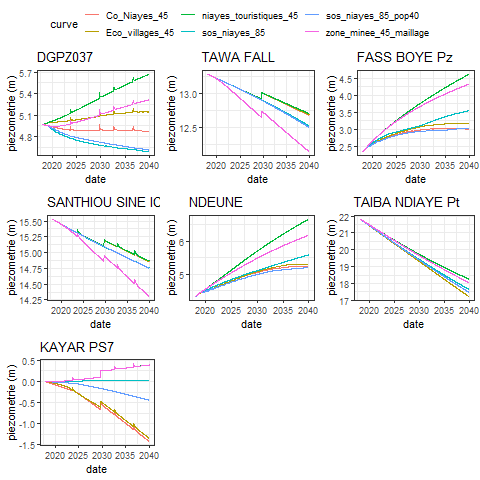 curve
Co_Niayes_45 niayes_touristiques_45 sos_niayes_85_pop40
Eco_villages_45 sos_niayes_85 zone_minee_45_maillage
DGPZ037 TAWA FALL FASS BOYE Pz
piezometrie (m) piezometrie (m) piezometrie (m)
5.7 5.4 5.1 4.8
13.0 12.5
4.5 4.0 3.5 3.0 2.5
2020 2025 2030 2035 2040 2020 2025 2030 2035 2040 2020 2025 2030 2035 2040
date date date
SANTHIOU SINE IC NDEUNE TAIBA NDIAYE Pt
piezometrie (m) piezometrie (m) piezometrie (m)
15.50 15.25 15.00 14.75 14.50 14.25
6 5
22 21 20 19 18 17
2020 2025 2030 2035 2040 2020 2025 2030 2035 2040 2020 2025 2030 2035 2040
date date date
KAYAR PS7
piezometrie (m)
0.5 0.0 -0.5 -1.0 -1.5
2020 2025 2030 2035 2040
date